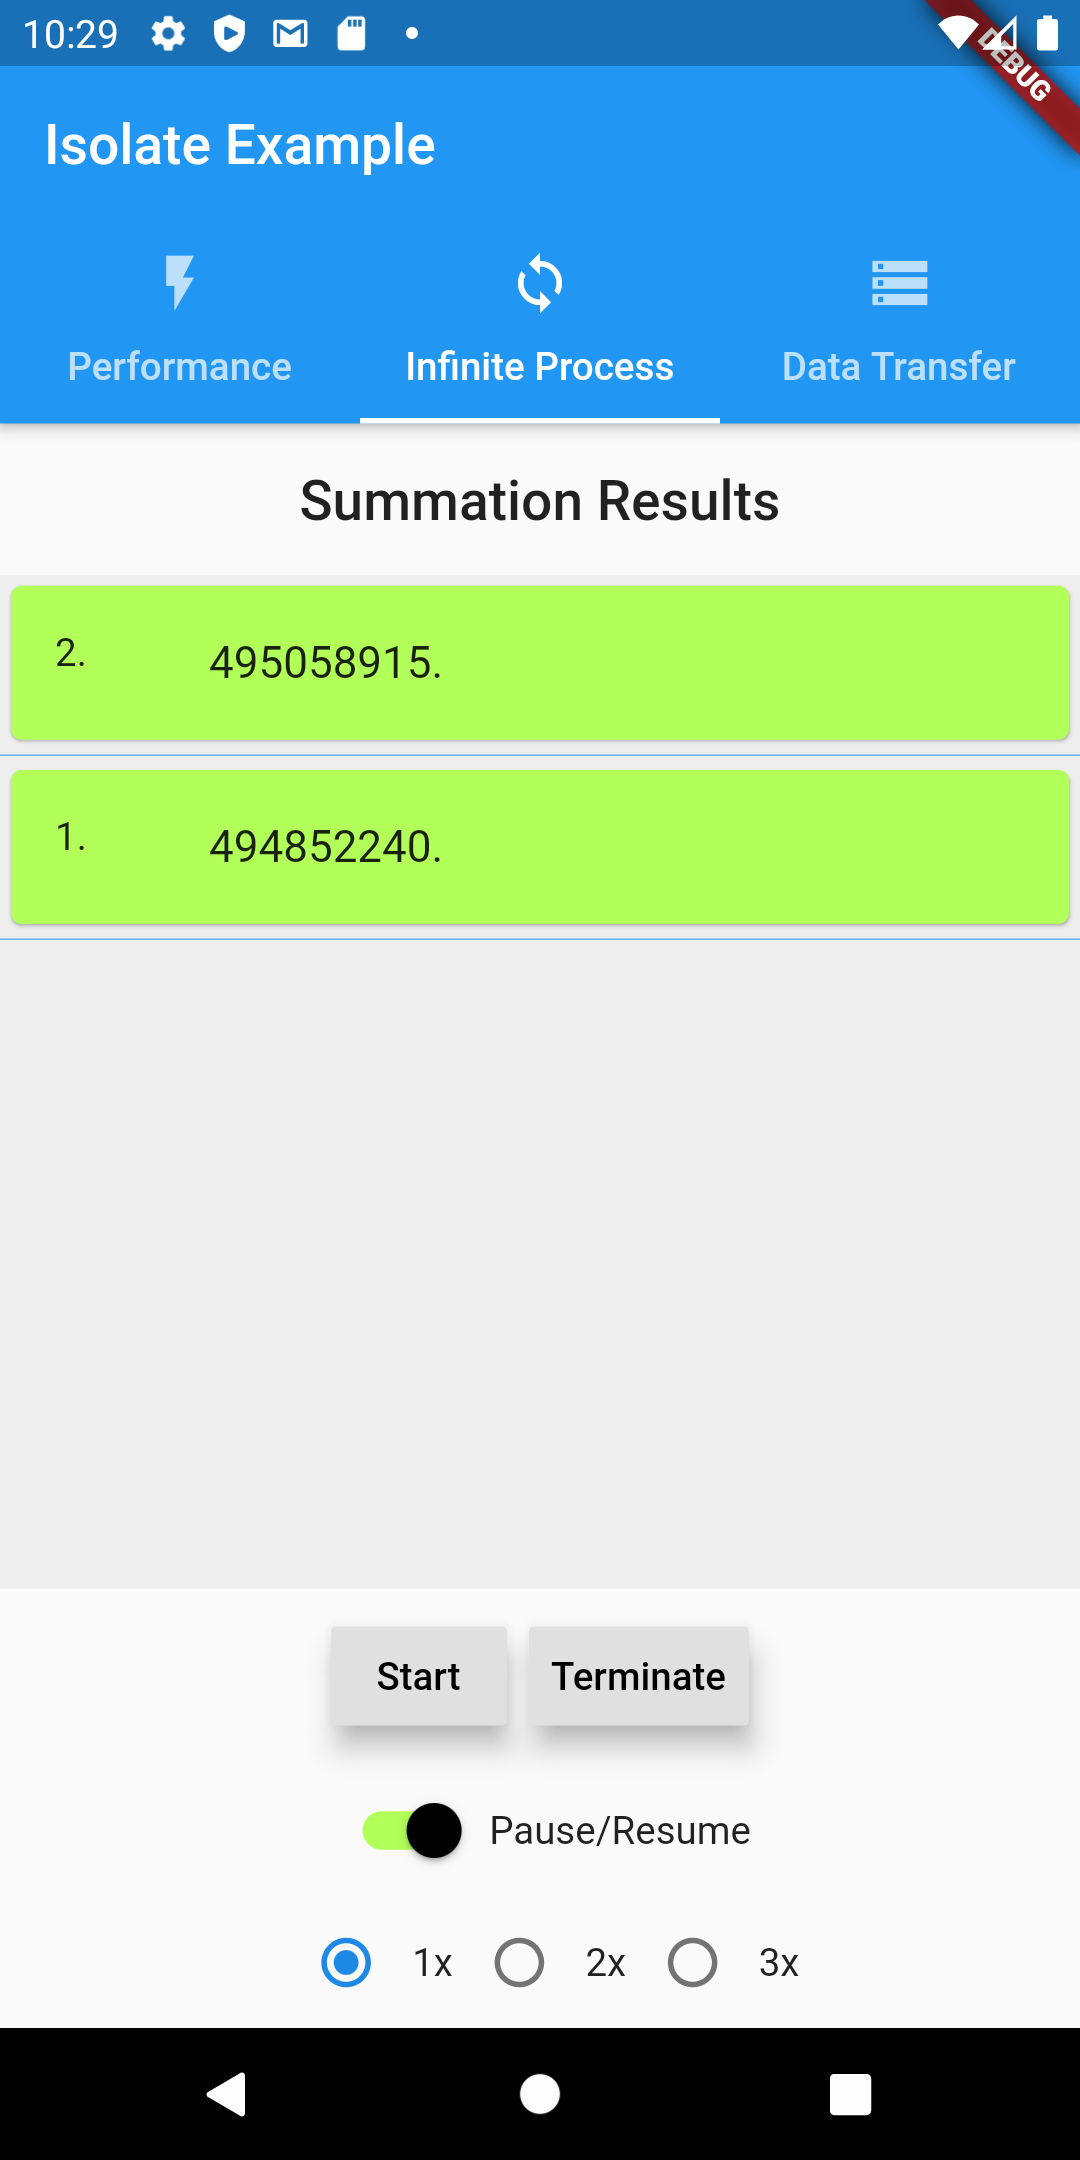 10:29
DEBUG
Isolate Example
Performance
Infinite Process
Data Transfer
Summation Results
2. 495058915.
1. 494852240.
Start
Terminate
Pause/Resume
1x 2x 3x